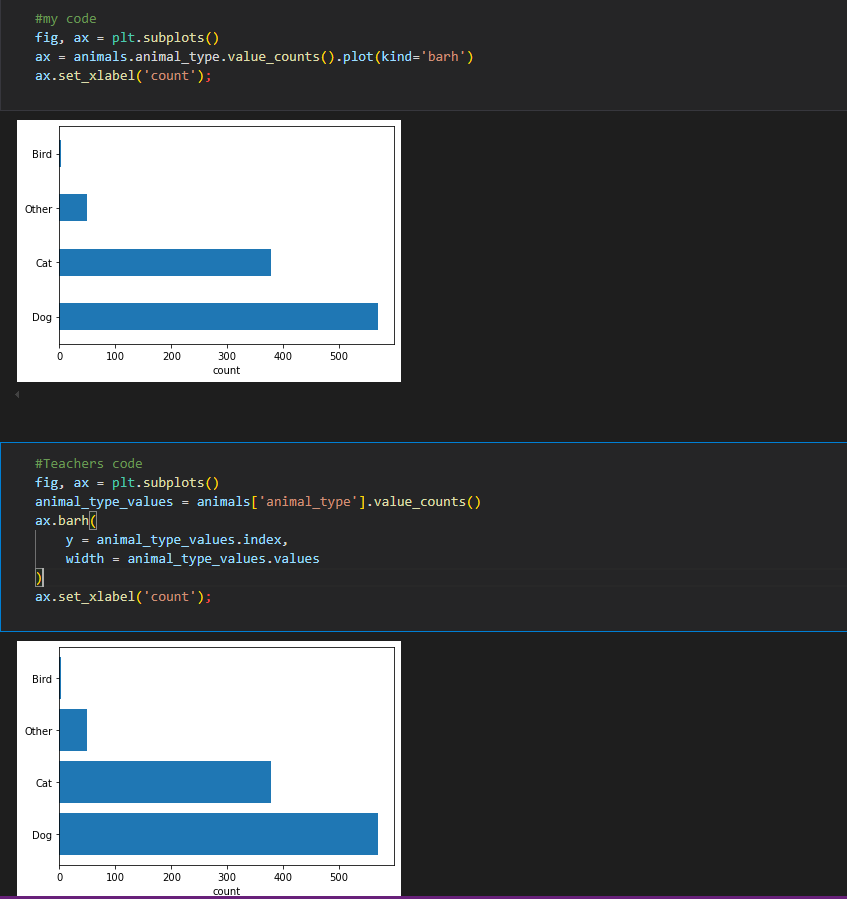 #my code
fig, ax = plt.subplots()
ax = animals.animal_type.value_counts().plot(kind='barh')
ax.set_xlabel('count');
Bird
Other
Cat
Dog
0 100 200 300 400 500
count
#Teachers code
fig, ax = plt.subplots()
animal_type_values = animals['animal_type'].value_counts()
ax.barh(
y = animal_type_values.index,
width = animal_type_values.values
)
ax.set_xlabel('count');
Bird
Other
Cat
Dog
0 100 200 300 400 500
count